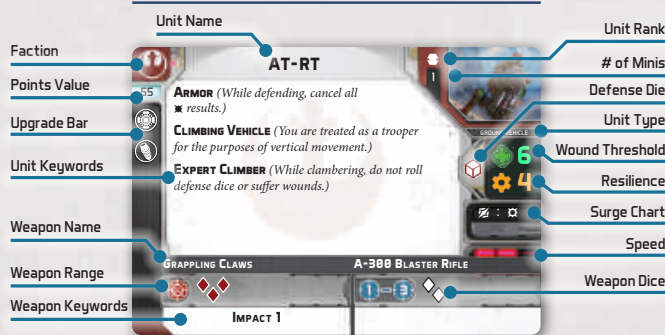 Unit Name
Faction
Points Value
Upgrade Bar
Unit Keywords
Weapon Name
Weapon Range
Weapon Keywords
AT-RT
1
55
ARMOR (While defending, cancel all
results.)
CLIMBING VEHICLE (You are treated as a trooper
for the purposes of vertical movement.)
EXPERT CLIMBER (While clambering, do not roll
defense dice or suffer wounds.)
GROUND VEHICLE
6
4
:
GRAPPLING CLAWS
A-300 BLASTER RIFLE
1-3
IMPACT 1
Unit Rank
# of Minis
Defense Die
Unit Type
Wound Threshold
Resilience
Surge Chart
Speed
Weapon Dice